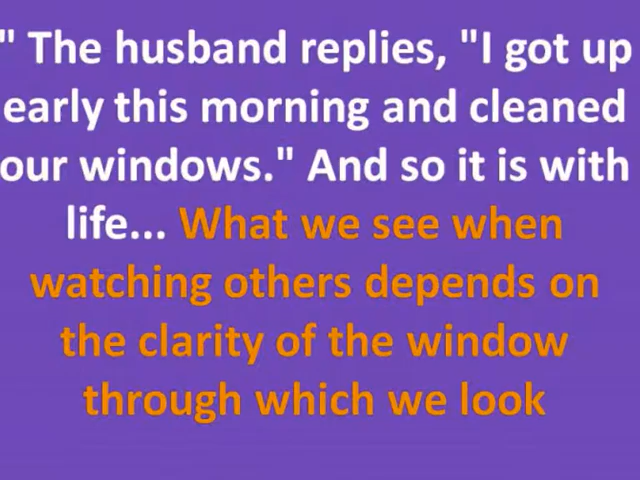 " The husband replies, "I got up
early this morning and cleaned
our windows." And so it is with
life... What we see when
watching others depends on
the clarity of the window
through which we look